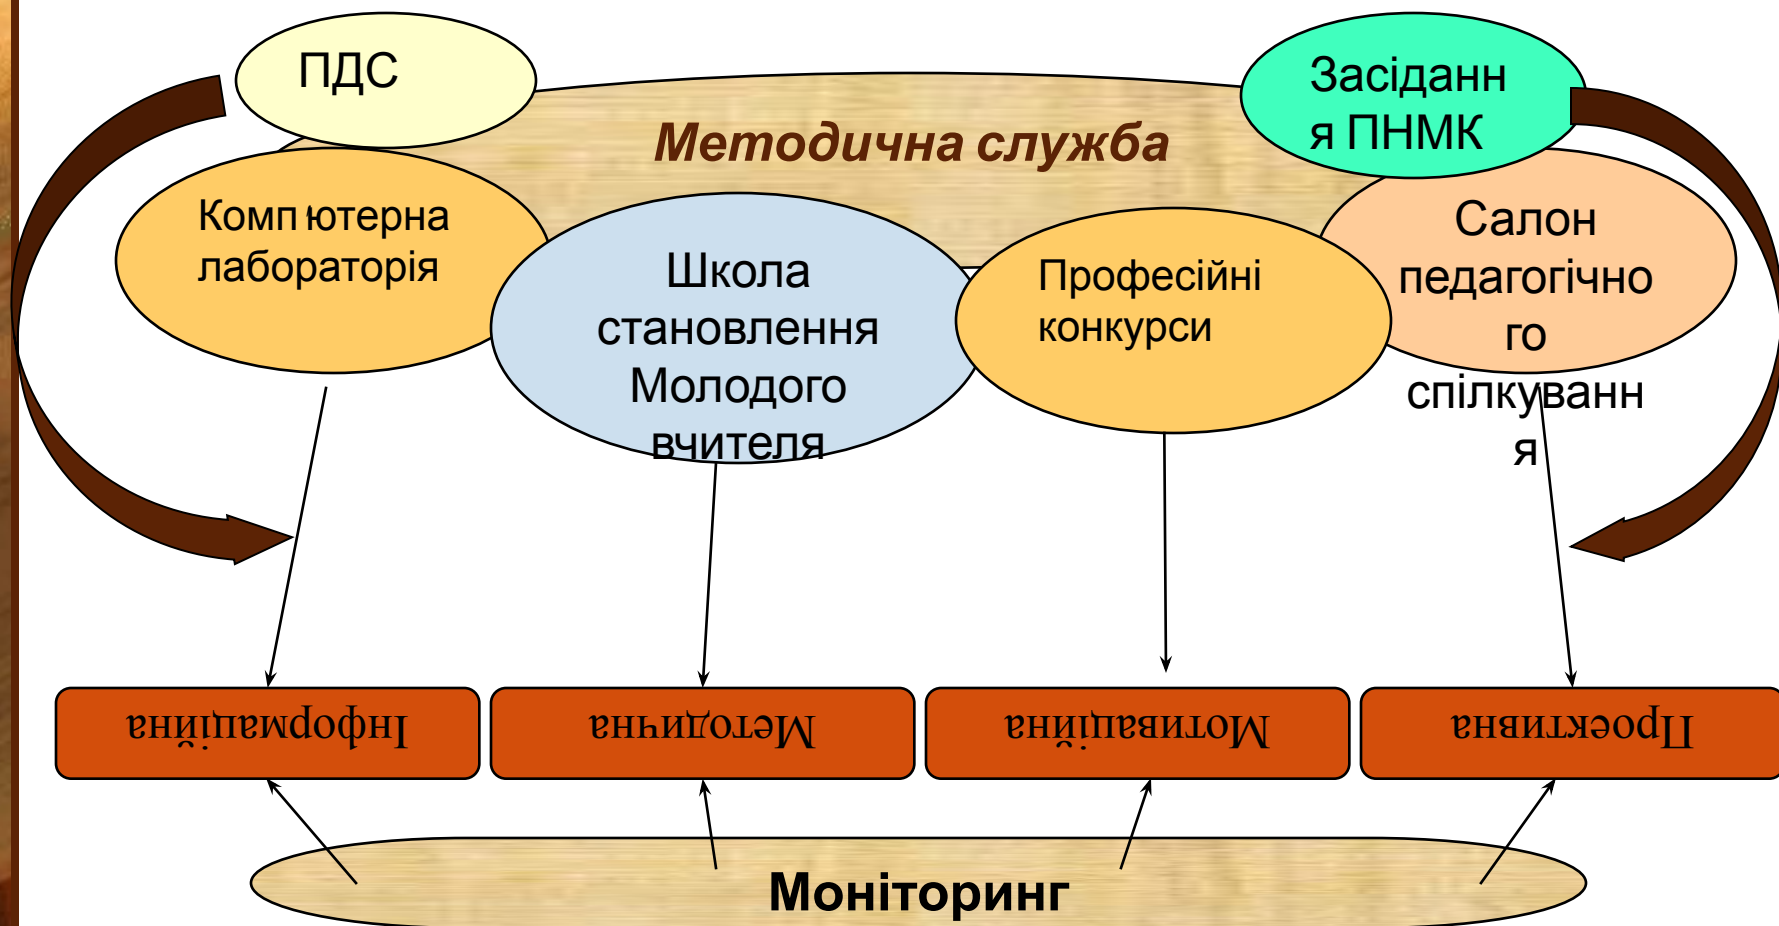 ПДС
Засіданн
я ПНМК
Методична служба
Комп'ютерна
лабораторія
Школа
становлення
Молодого
вчителя
Професійні
конкурси
Салон
педагогічно
го
спілкуванн
я
Інформаційна
Методична
Мотиваційна
Проективна
Моніторинг